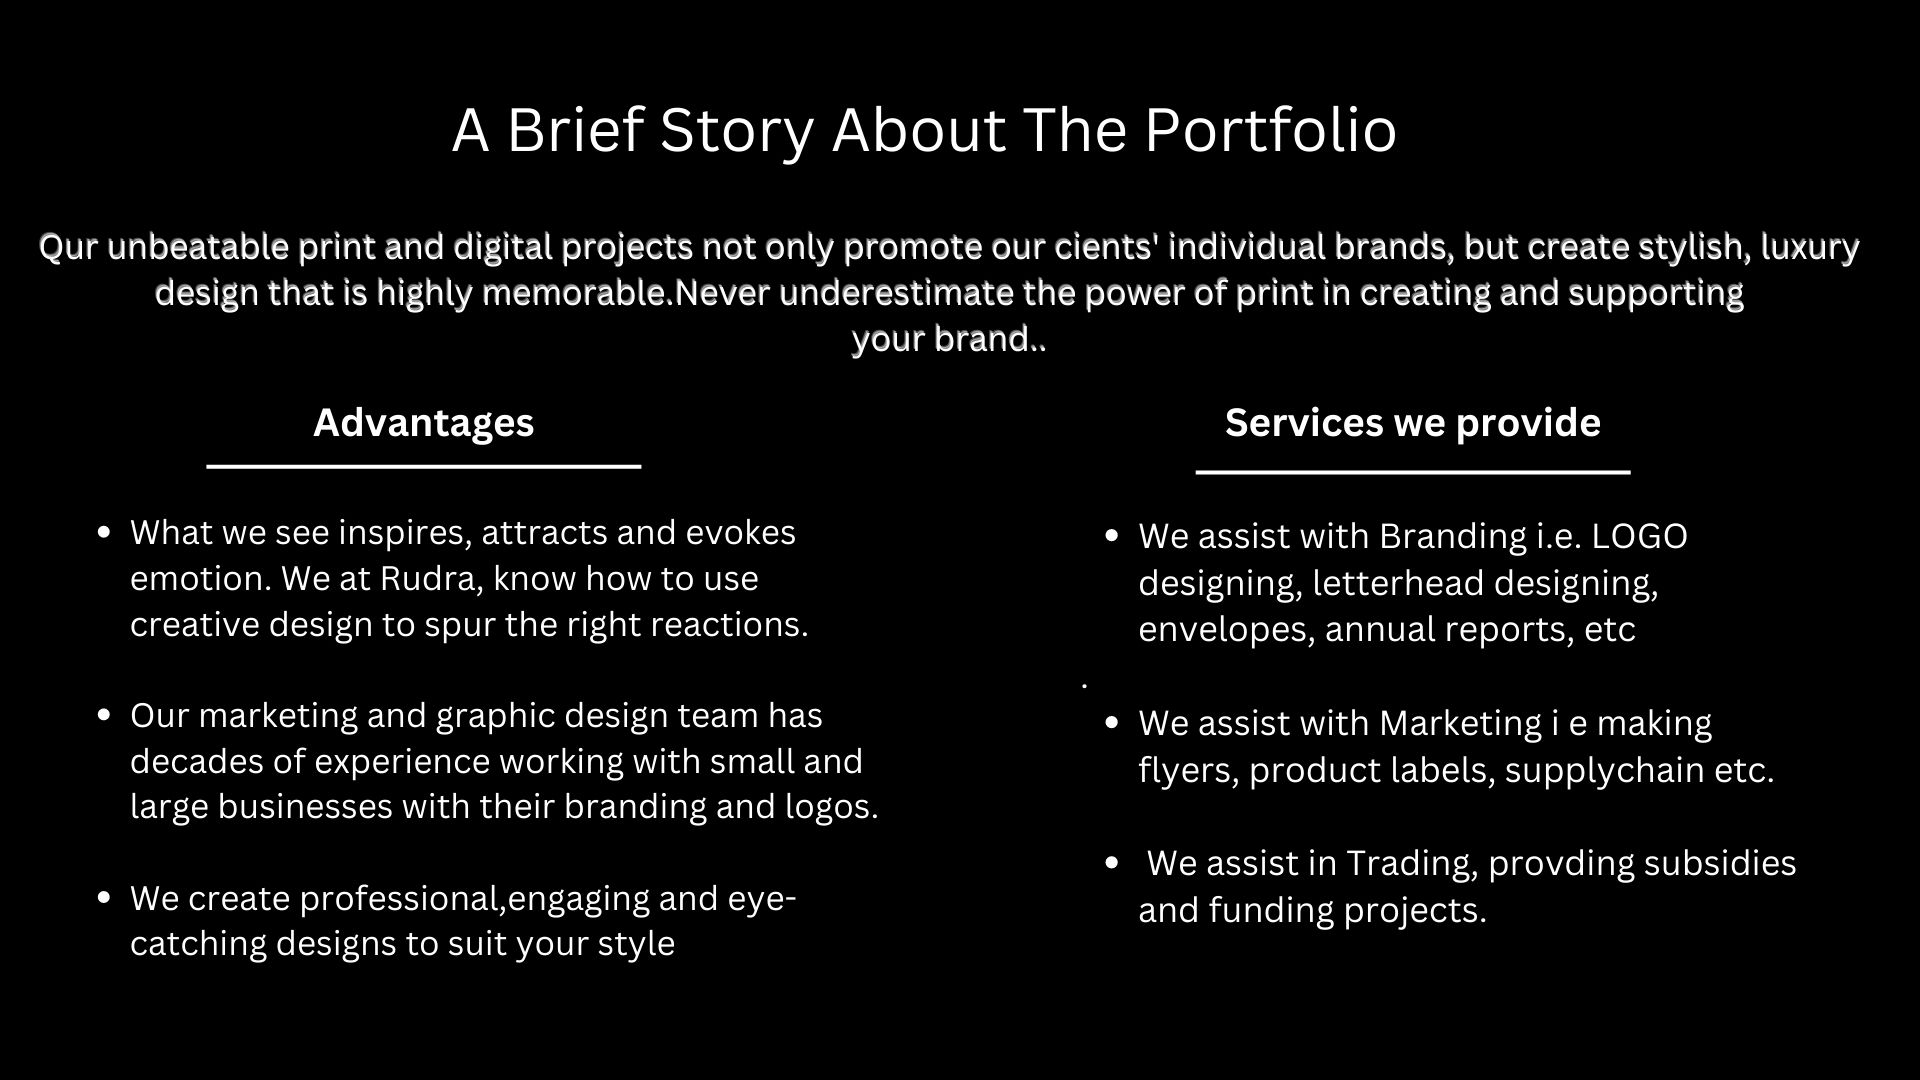 A Brief Story About The Portfolio
Qur unbeatable print and digital projects not only promote our cients' individual brands, but create stylish, luxury
design that is highly memorable.Never underestimate the power of print in creating and supporting
your brand..
Advantages
What we see inspires, attracts and evokes
emotion. We at Rudra, know how to use
creative design to spur the right reactions.
Our marketing and graphic design team has
decades of experience working with small and
large businesses with their branding and logos.
We create professional,engaging and eye-
catching designs to suit your style
Services we provide
We assist with Branding i.e. LOGO
designing, letterhead designing,
envelopes, annual reports, etc
.
We assist with Marketing i e making
flyers, product labels, supplychain etc.
We assist in Trading, provding subsidies
and funding projects.